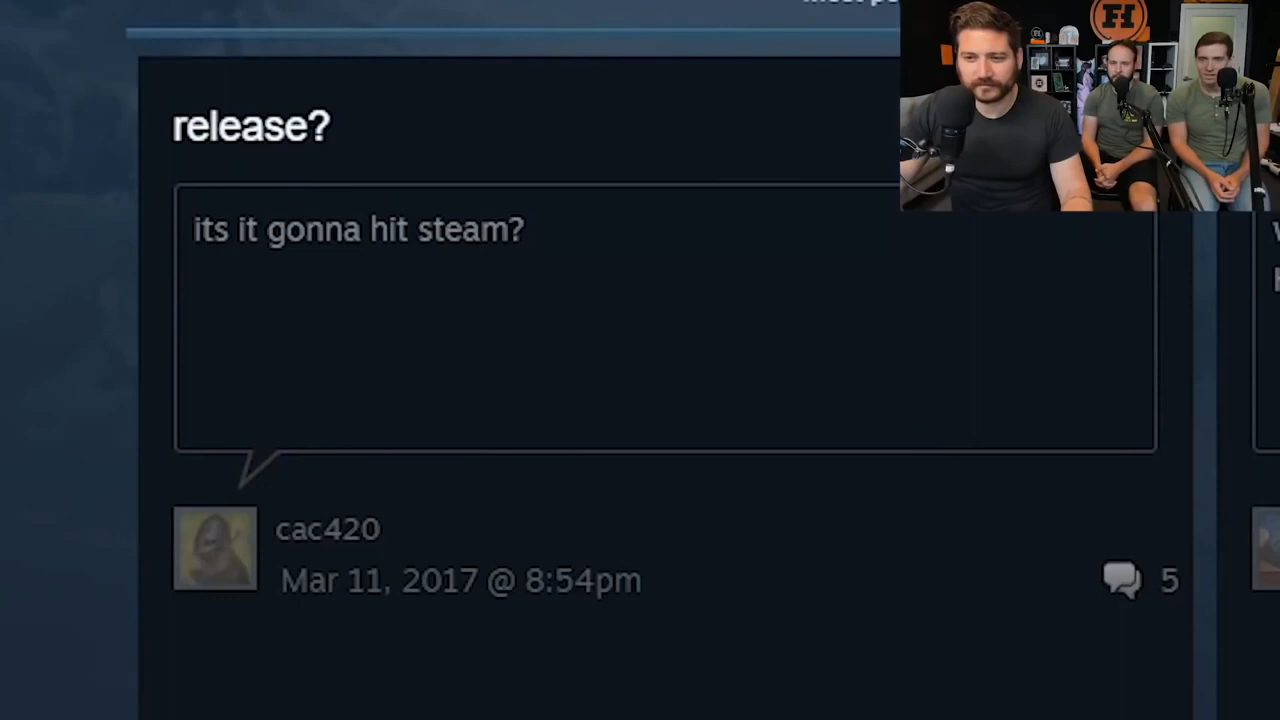 release?
its it gonna hit steam?
cac420
Mar 11, 2017 @ 8:54pm
5